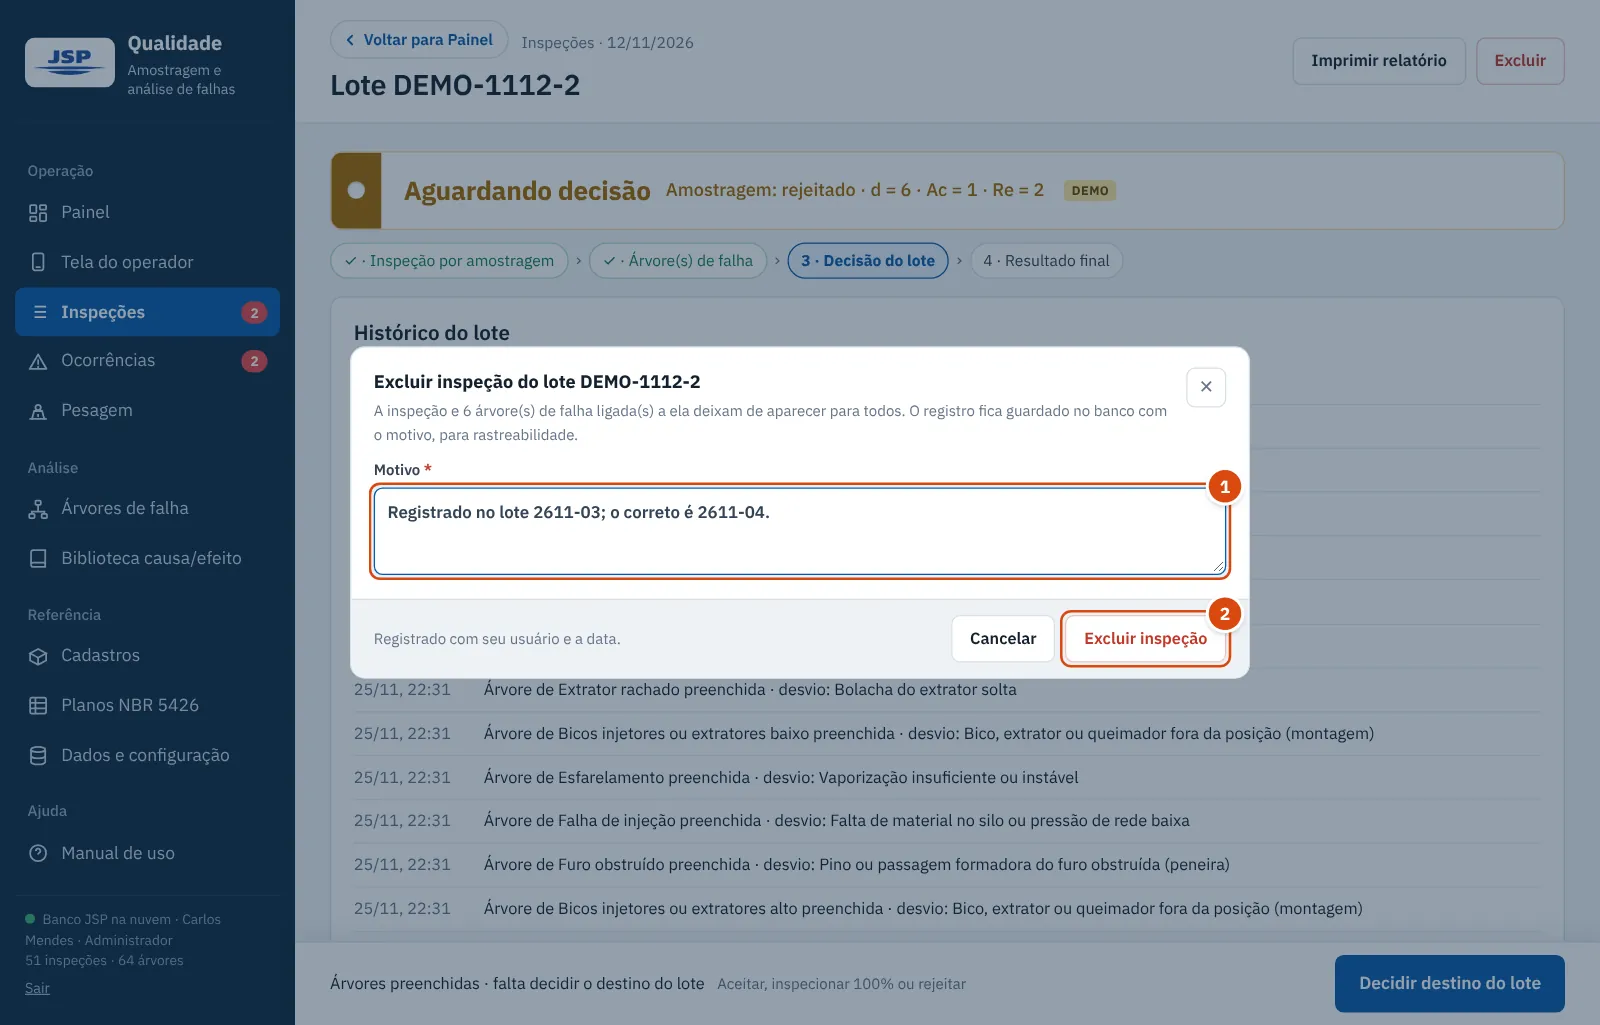 JSP
Qualidade
Amostragem e
análise de falhas
Operação
Painel
Tela do operador
Inspeções 2
Ocorrências 2
Pesagem
Análise
Árvores de falha
Biblioteca causa/efeito
Referência
Cadastros
Planos NBR 5426
Dados e configuração
Ajuda
Manual de uso
Banco JSP na nuvem · Carlos
Mendes · Administrador
51 inspeções · 64 árvores
Sair
Voltar para Painel Inspeções · 12/11/2026
Lote DEMO-1112-2
Imprimir relatório Excluir
Aguardando decisão Amostragem: rejeitado · d = 6 · Ac = 1 · Re = 2 DEMO
✓ · Inspeção por amostragem › ✓ · Árvore(s) de falha › 3 · Decisão do lote › 4 · Resultado final
Histórico do lote
Excluir inspeção do lote DEMO-1112-2
A inspeção e 6 árvore(s) de falha ligada(s) a ela deixam de aparecer para todos. O registro fica guardado no banco com
o motivo, para rastreabilidade.
Motivo *
1
Registrado no lote 2611-03; o correto é 2611-04.
2
Registrado com seu usuário e a data. Cancelar Excluir inspeção
25/11, 22:31 Árvore de Extrator rachado preenchida · desvio: Bolacha do extrator solta
25/11, 22:31 Árvore de Bicos injetores ou extratores baixo preenchida · desvio: Bico, extrator ou queimador fora da posição (montagem)
25/11, 22:31 Árvore de Esfarelamento preenchida · desvio: Vaporização insuficiente ou instável
25/11, 22:31 Árvore de Falha de injeção preenchida · desvio: Falta de material no silo ou pressão de rede baixa
25/11, 22:31 Árvore de Furo obstruído preenchida · desvio: Pino ou passagem formadora do furo obstruída (peneira)
25/11, 22:31 Árvore de Bicos injetores ou extratores alto preenchida · desvio: Bico, extrator ou queimador fora da posição (montagem)
Árvores preenchidas · falta decidir o destino do lote Aceitar, inspecionar 100% ou rejeitar
Decidir destino do lote